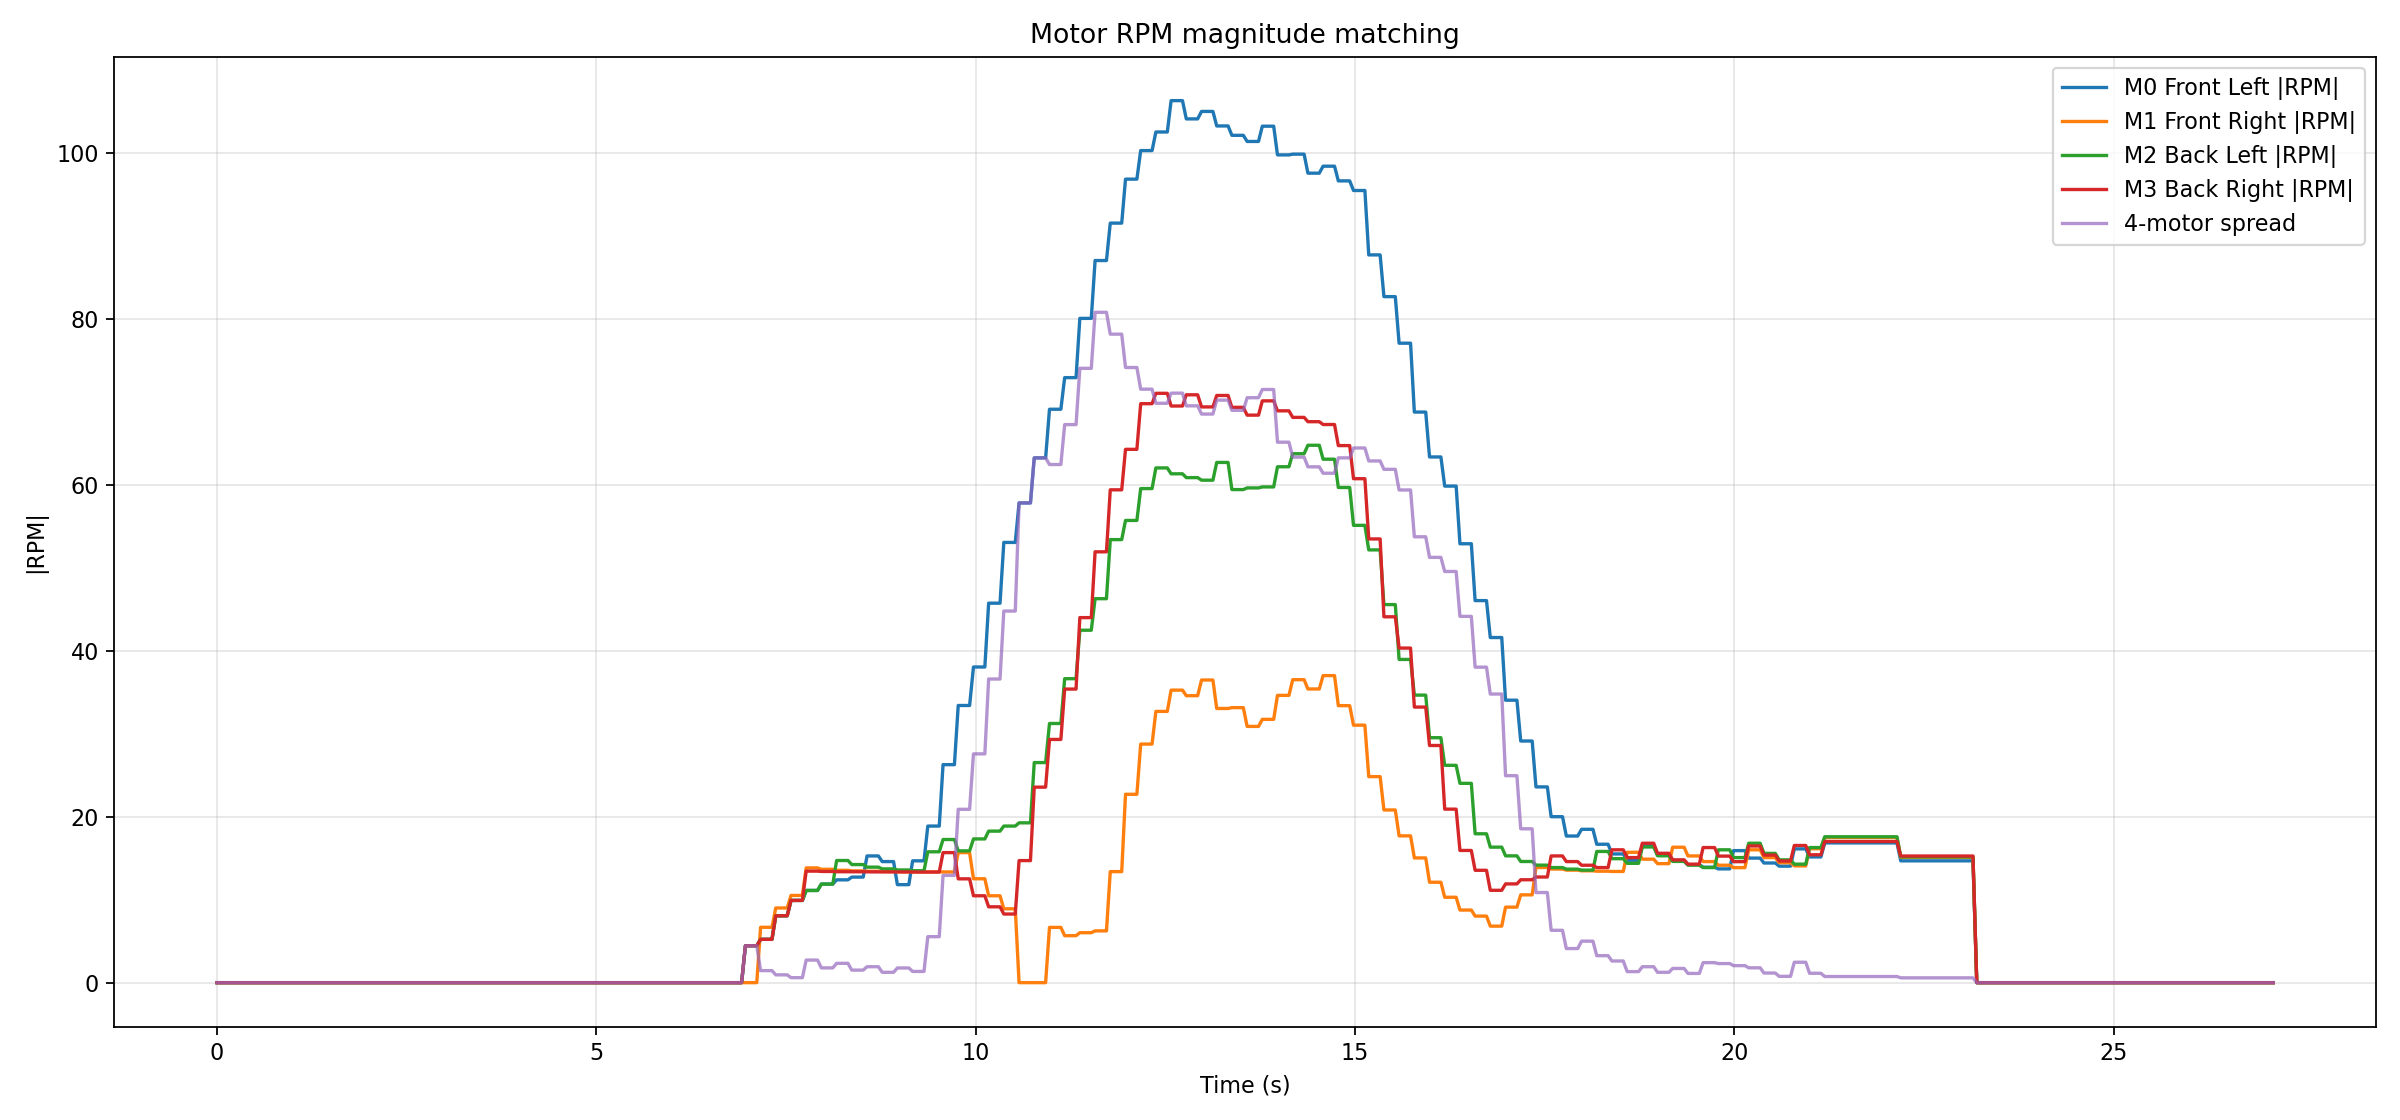 Motor RPM magnitude matching
M0 Front Left |RPM|
M1 Front Right |RPM|
M2 Back Left |RPM|
M3 Back Right |RPM|
4-motor spread
100
80
60
40
20
0
|RPM|
0 5 10 15 20 25
Time (s)